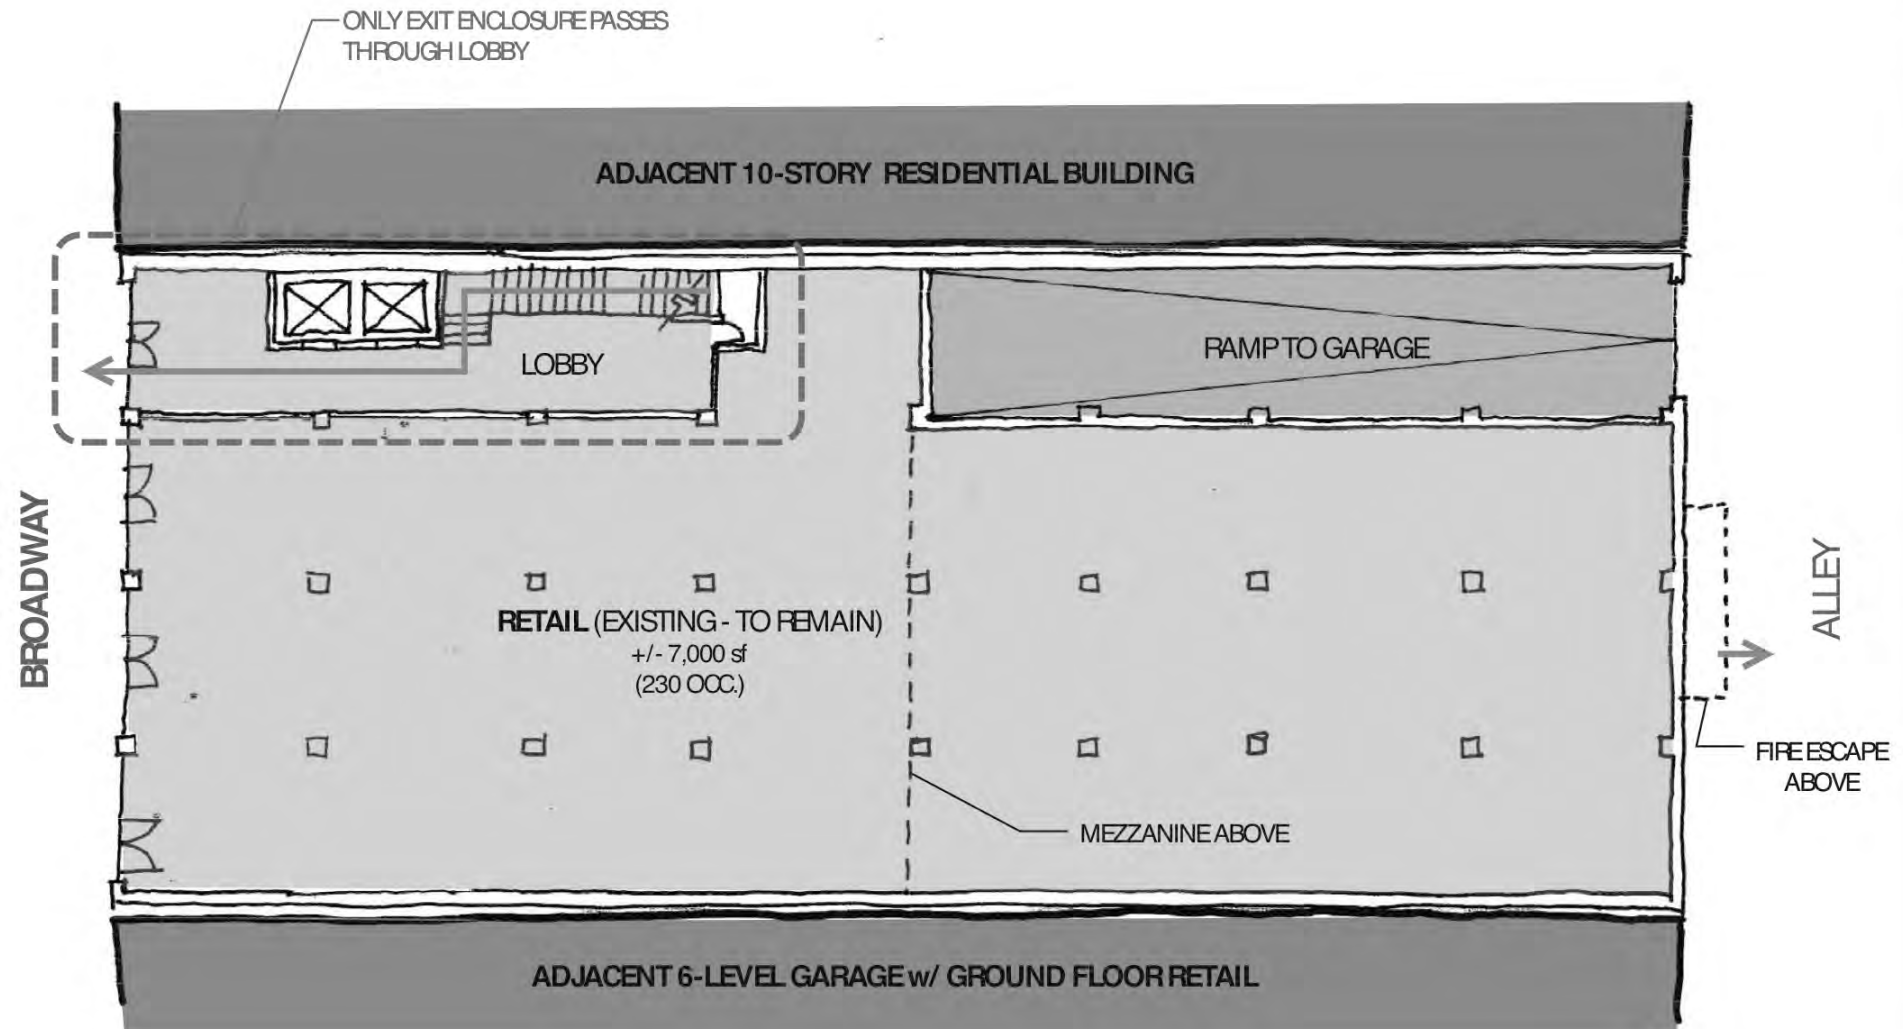 ONLY EXIT ENCLOSURE PASSES
THROUGH LOBBY
ADJACENT 10-STORY RESIDENTIAL BUILDING
LOBBY
RAMP TO GARAGE
BROADWAY
ALLEY
RETAIL (EXISTING - TO REMAIN)
+/- 7,000 sf
(230 OCC.)
FIRE ESCAPE
ABOVE
MEZZANINE ABOVE
ADJACENT 6-LEVEL GARAGE w/ GROUND FLOOR RETAIL